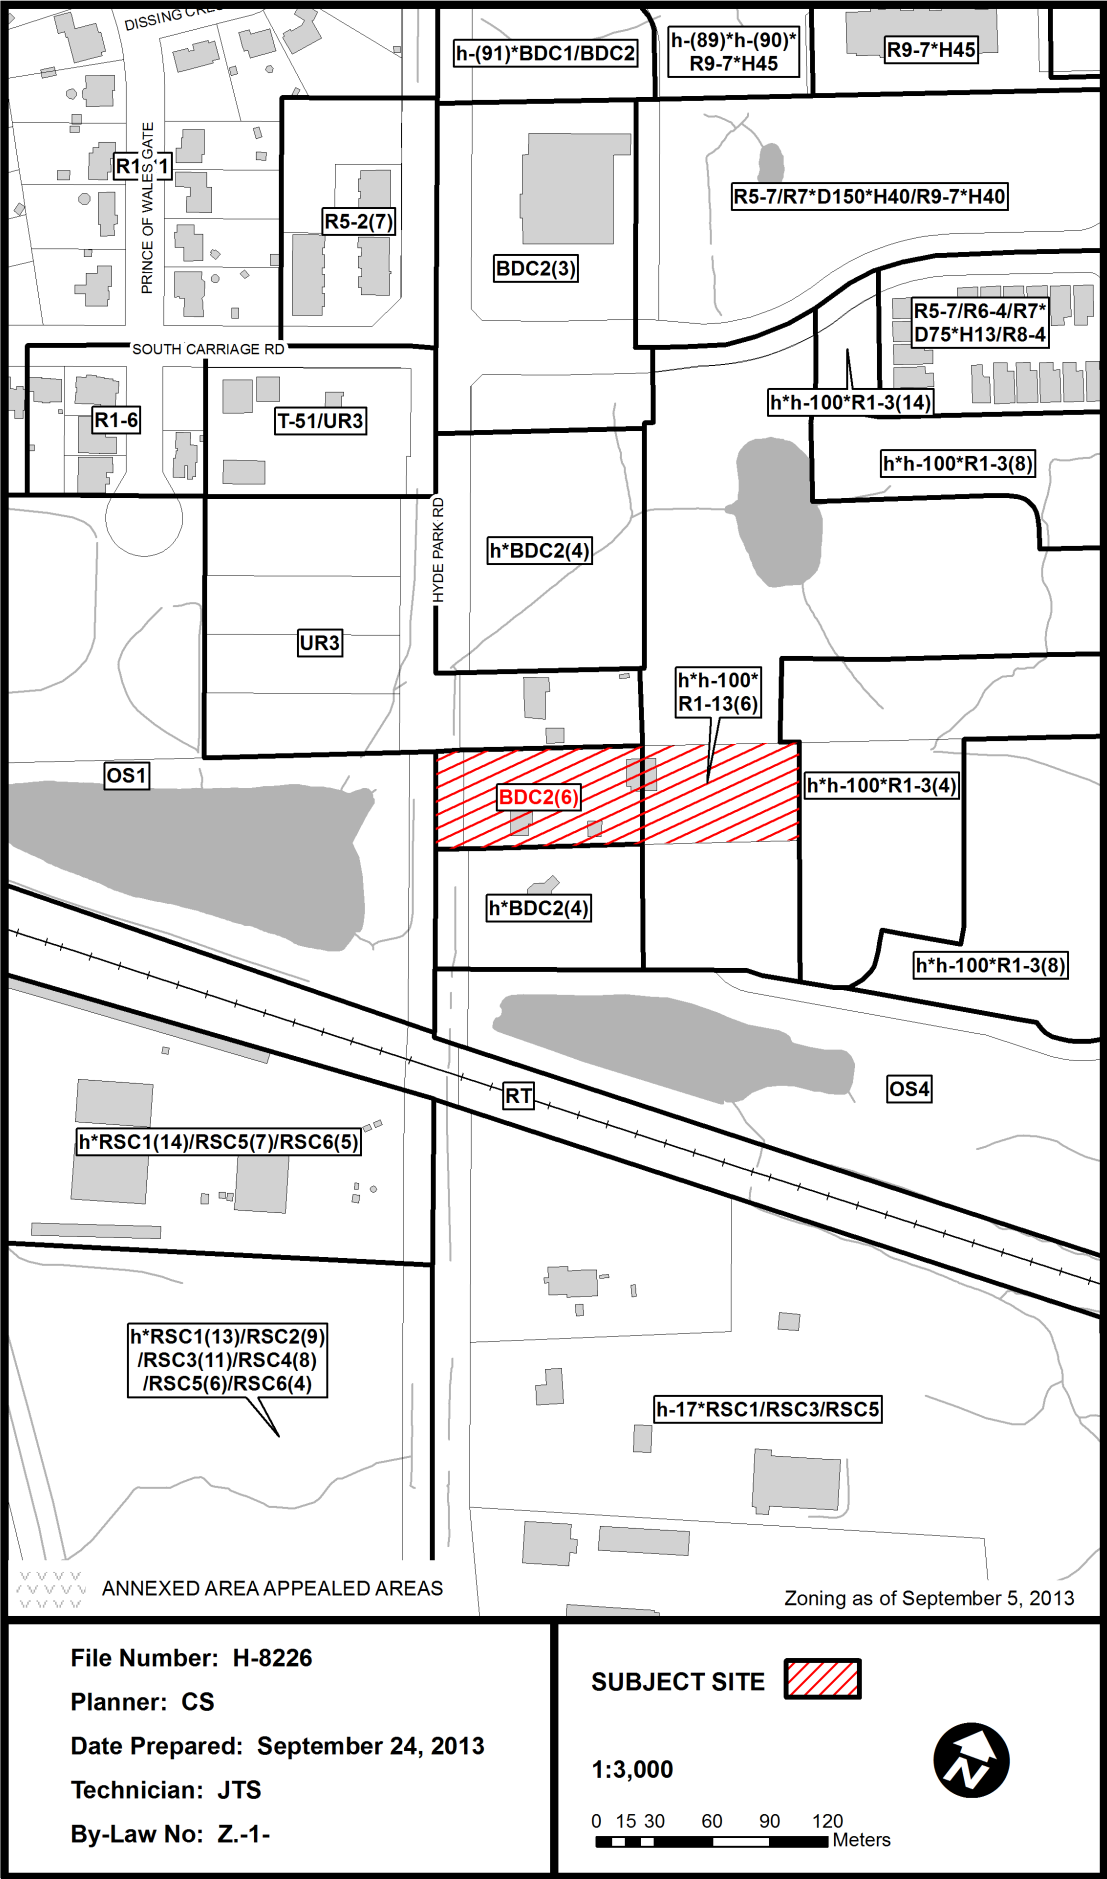 DISSING CRE
h-(91)*BDC1/BDC2
h-(89)*h-(90)*
R9-7*H45
R9-7*H45
PRINCE OF WALES GATE
R5-2(7)
BDC2(3)
R5-7/R7*D150*H40/R9-7*H40
R5-7/R6-4/R7*
D75*H13/R8-4
SOUTH CARRIAGE RD
h*h-100*R1-3(14)
R1-6
T-51/UR3
h*h-100*R1-3(8)
HYDE PARK RD
h*BDC2(4)
UR3
h*h-100*
R1-13(6)
OS1
BDC2(6)
h*h-100*R1-3(4)
h*BDC2(4)
h*h-100*R1-3(8)
RT
OS4
h*RSC1(14)/RSC5(7)/RSC6(5)
h*RSC1(13)/RSC2(9)
/RSC3(11)/RSC4(8)
/RSC5(6)/RSC6(4)
h-17*RSC1/RSC3/RSC5
ANNEXED AREA APPEALED AREAS
Zoning as of September 5, 2013
File Number: H-8226
Planner: CS
Date Prepared: September 24, 2013
Technician: JTS
By-Law No: Z.-1-
SUBJECT SITE
1:3,000
N
0 15 30 60 90 120
Meters